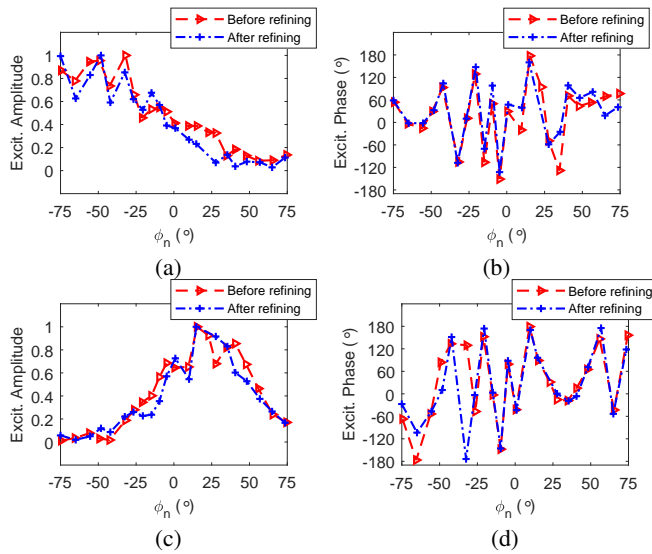 Before refining
After refining
Excit. Amplitude
1
0.8
0.6
0.4
0.2
0
-75 -50 -25 0 25 50 75
ϕn (°)
(a)
Before refining
After refining
Excit. Phase (°)
180
120
60
0
-60
-120
-180
-75 -50 -25 0 25 50 75
ϕn (°)
(b)
Before refining
After refining
Excit. Amplitude
1
0.8
0.6
0.4
0.2
0
-75 -50 -25 0 25 50 75
ϕn (°)
(c)
Before refining
After refining
Excit. Phase (°)
180
120
60
0
-60
-120
-180
-75 -50 -25 0 25 50 75
ϕn (°)
(d)